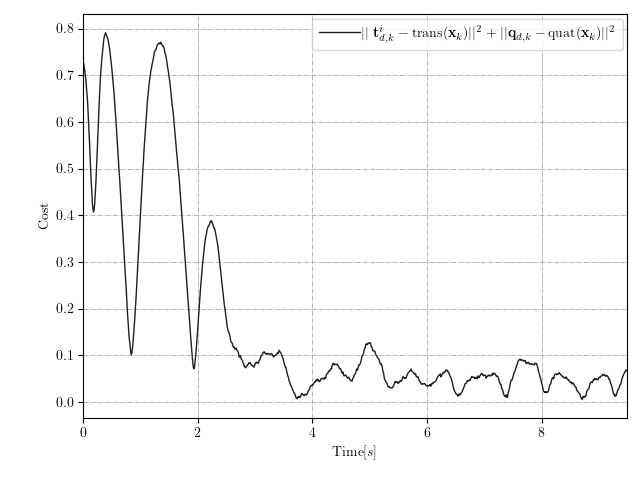 0.8
|| t^i_{d,k} − trans(x_k)||² + ||q_{d,k} − quat(x_k)||²
0.7
0.6
0.5
0.4
0.3
0.2
0.1
0.0
Cost
0 2 4 6 8
Time[s]